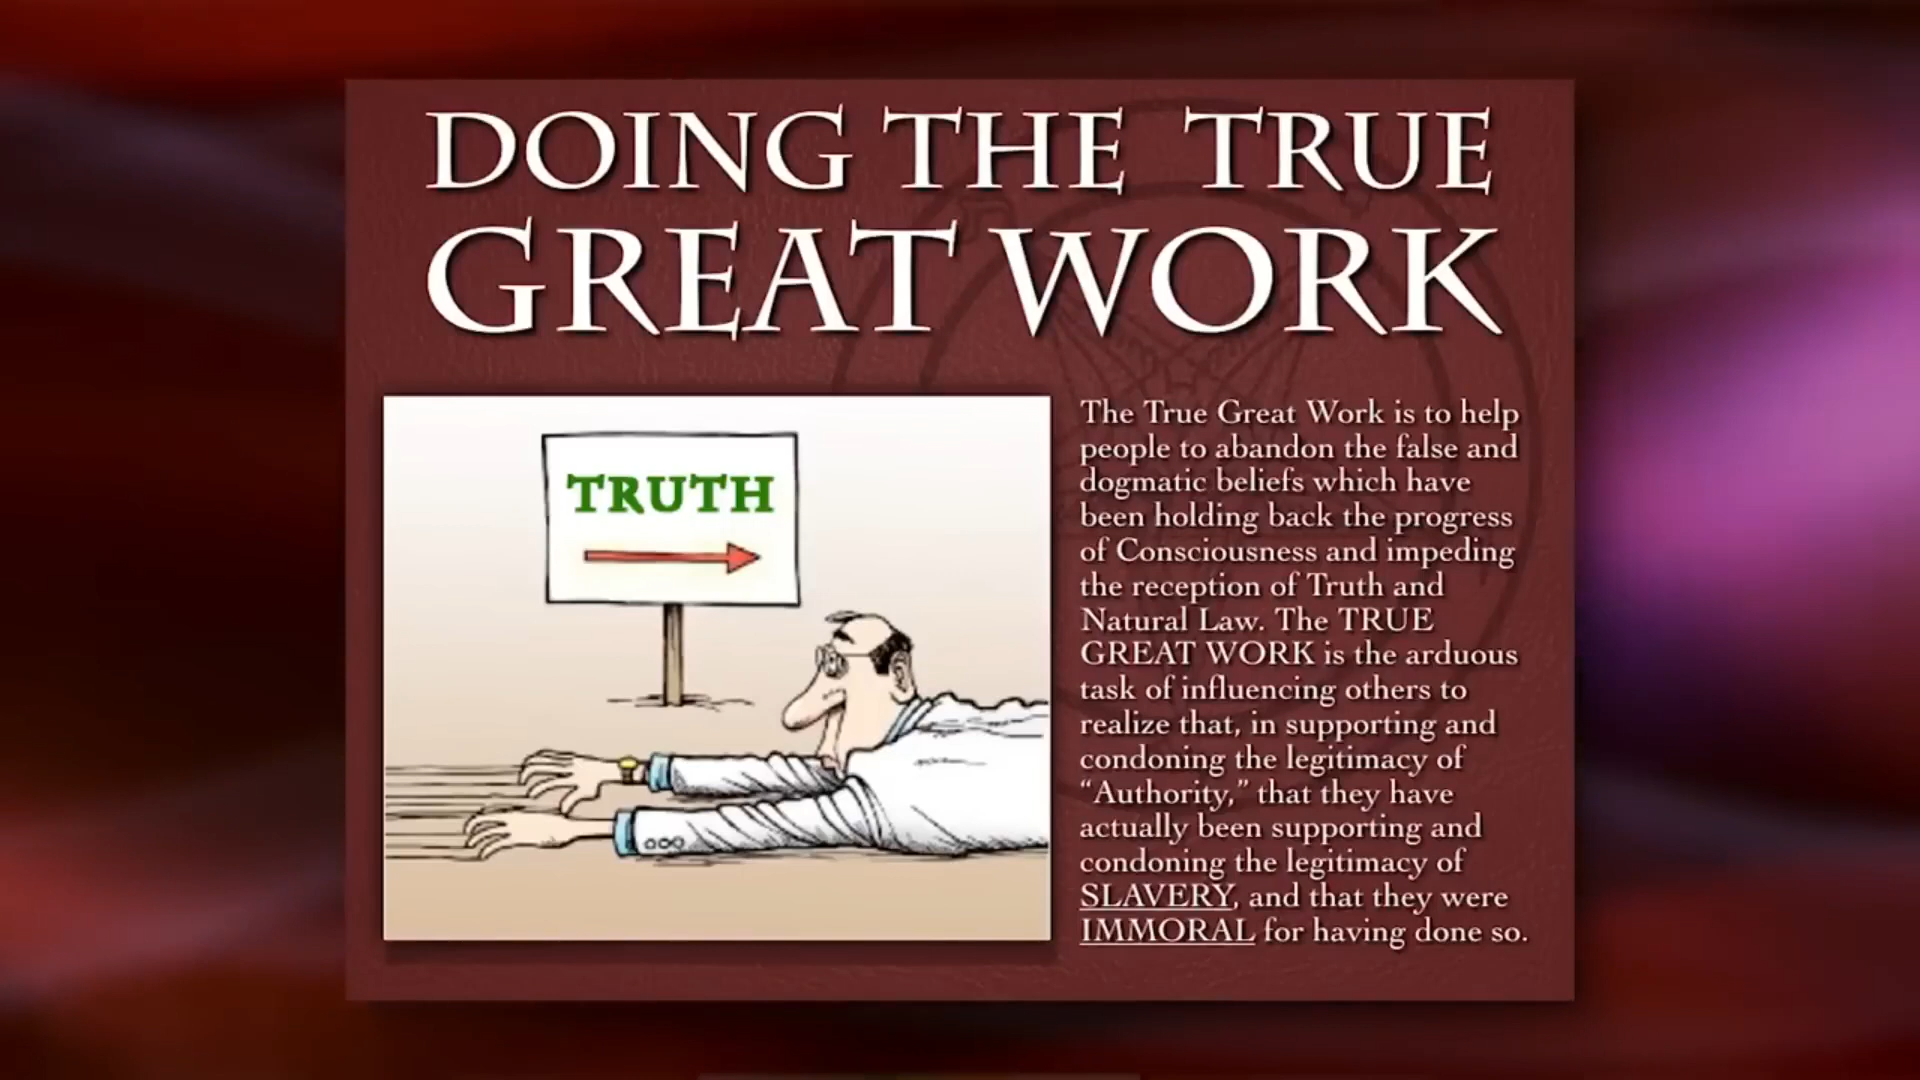 DOING THE TRUE
GREAT WORK
TRUTH
The True Great Work is to help
people to abandon the false and
dogmatic beliefs which have
been holding back the progress
of Consciousness and impeding
the reception of Truth and
Natural Law. The TRUE
GREAT WORK is the arduous
task of influencing others to
realize that, in supporting and
condoning the legitimacy of
“Authority,” that they have
actually been supporting and
condoning the legitimacy of
SLAVERY, and that they were
IMMORAL for having done so.